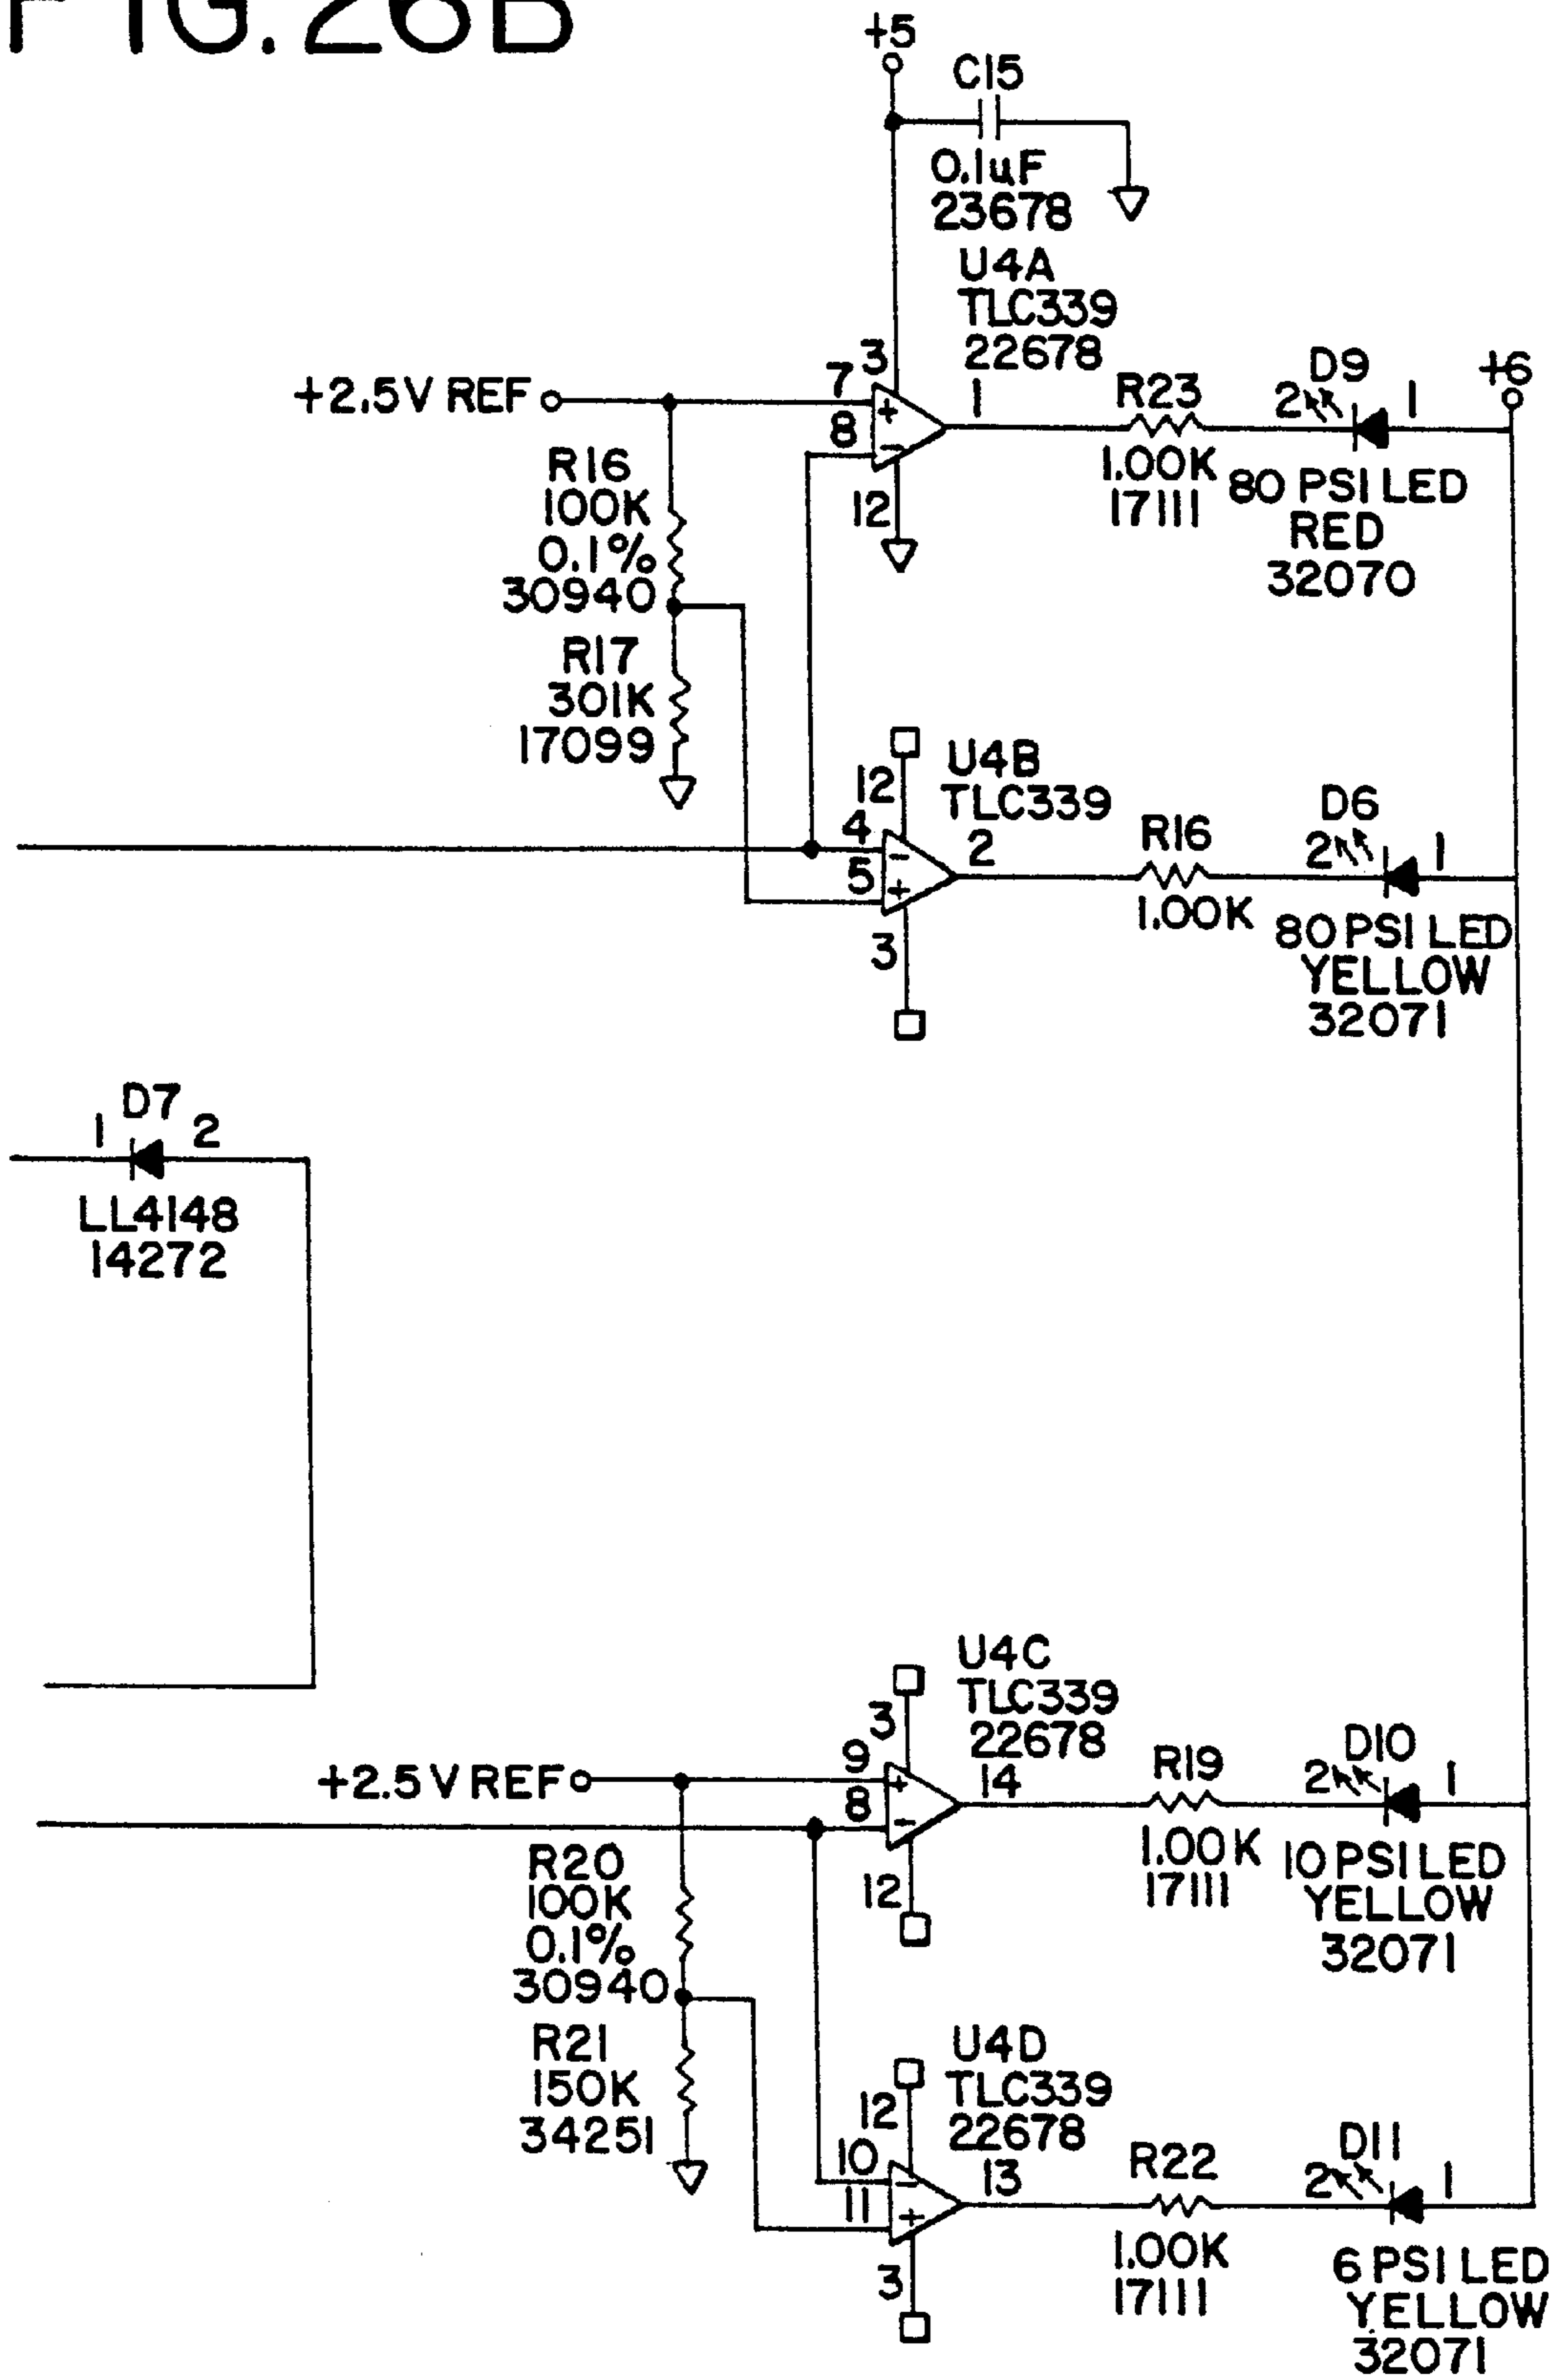 FIG.26B
+5
C15
0.1uF
23678
U4A
TLC339
22678
+2.5V REF
7
3
8
1
12
R23
1.00K
17111
D9
2
1
+6
80 PSI LED
RED
32070
R16
100K
0.1%
30940
R17
301K
17099
U4B
TLC339
12
4
5
2
3
R16
1.00K
D6
2
1
80 PSI LED
YELLOW
32071
D7
1
2
LL4148
14272
U4C
TLC339
22678
+2.5V REF
3
9
8
14
12
R19
1.00K
17111
D10
2
1
10 PSI LED
YELLOW
32071
R20
100K
0.1%
30940
R21
150K
34251
U4D
TLC339
22678
12
10
11
13
3
R22
1.00K
17111
D11
2
1
6 PSI LED
YELLOW
32071